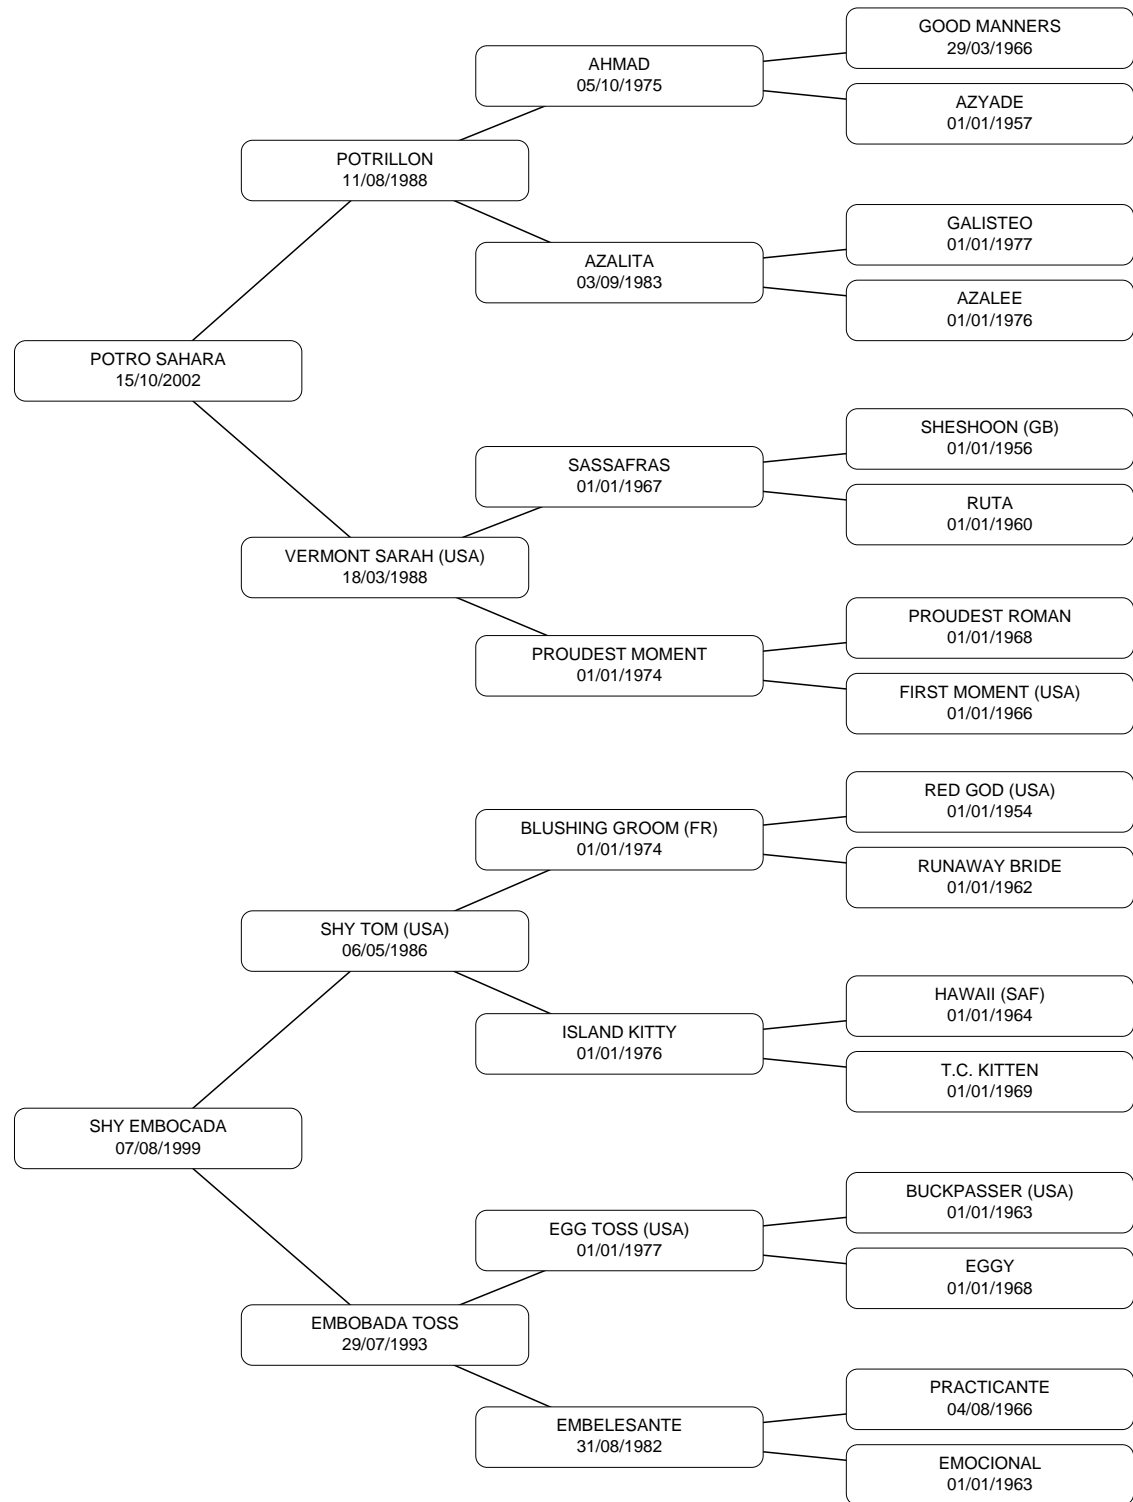 GOOD MANNERS
29/03/1966
AHMAD
05/10/1975
AZYADE
01/01/1957
POTRILLON
11/08/1988
GALISTEO
01/01/1977
AZALITA
03/09/1983
AZALEE
01/01/1976
POTRO SAHARA
15/10/2002
SHESHOON (GB)
01/01/1956
SASSAFRAS
01/01/1967
RUTA
01/01/1960
VERMONT SARAH (USA)
18/03/1988
PROUDEST ROMAN
01/01/1968
PROUDEST MOMENT
01/01/1974
FIRST MOMENT (USA)
01/01/1966
RED GOD (USA)
01/01/1954
BLUSHING GROOM (FR)
01/01/1974
RUNAWAY BRIDE
01/01/1962
SHY TOM (USA)
06/05/1986
HAWAII (SAF)
01/01/1964
ISLAND KITTY
01/01/1976
T.C. KITTEN
01/01/1969
SHY EMBOCADA
07/08/1999
BUCKPASSER (USA)
01/01/1963
EGG TOSS (USA)
01/01/1977
EGGY
01/01/1968
EMBOBADA TOSS
29/07/1993
PRACTICANTE
04/08/1966
EMBELESANTE
31/08/1982
EMOCIONAL
01/01/1963